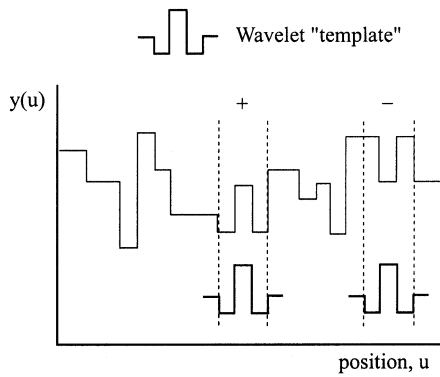 Wavelet "template"
y(u)
+
−
position, u